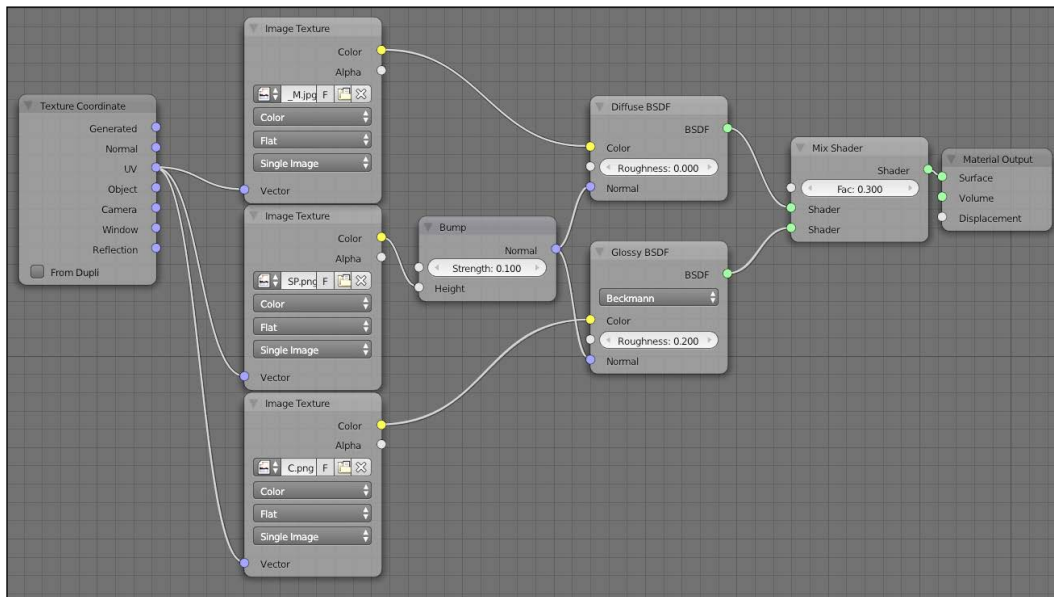 Texture Coordinate
Generated
Normal
UV
Object
Camera
Window
Reflection
From Dupli
Image Texture
Color
Alpha
_M.jpg F
Color
Flat
Single Image
Vector
Image Texture
Color
Alpha
SP.png F
Color
Flat
Single Image
Vector
Image Texture
Color
Alpha
C.png F
Color
Flat
Single Image
Vector
Bump
Normal
Strength: 0.100
Height
Diffuse BSDF
BSDF
Color
Roughness: 0.000
Normal
Glossy BSDF
BSDF
Beckmann
Color
Roughness: 0.200
Normal
Mix Shader
Shader
Fac: 0.300
Shader
Shader
Material Output
Surface
Volume
Displacement